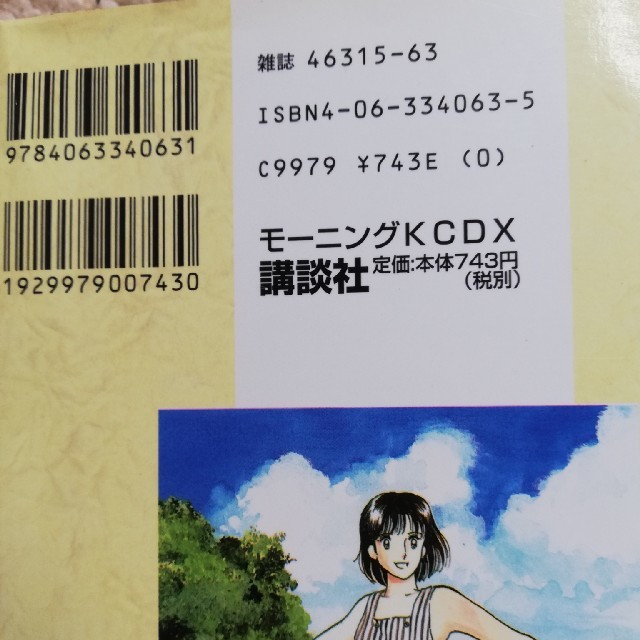 雑誌 46315-63
ISBN4-06-334063-5
C9979 ¥743E (0)
モーニングKCDX
講談社 定価:本体743円
(税別)
9784063340631
1929979007430